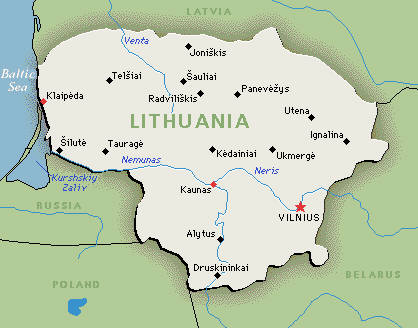 LATVIA
Venta
Joniškis
Baltic
Sea
Telšiai
Šauliai
Klaipėda
Radviliškis
Panevėžys
LITHUANIA
Utena
Ignalina
Šilutė
Tauragė
Kėdainiai
Ukmergė
Nemunas
Neris
Kurshskiy
Zaliv
Kaunas
RUSSIA
VILNIUS
Alytus
Druskininkai
POLAND
BELARUS